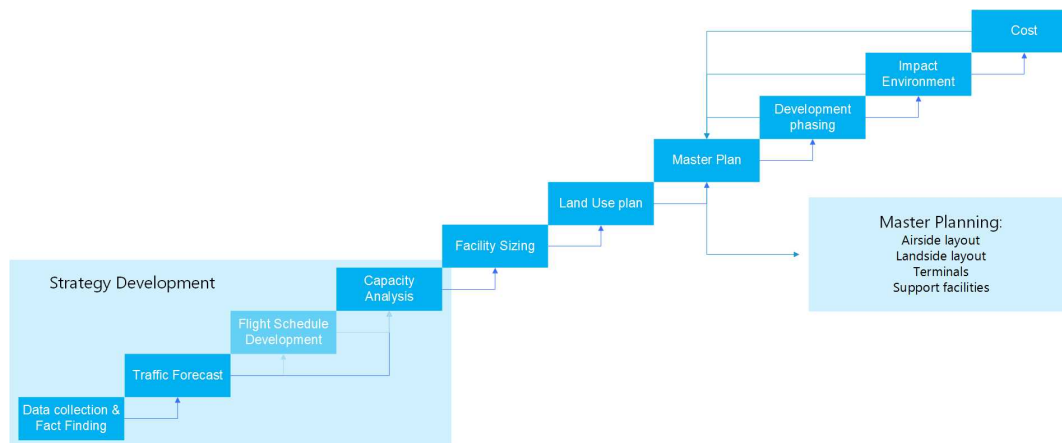 Cost
Impact
Environment
Development
phasing
Master Plan
Land Use plan
Master Planning:
Airside layout
Landside layout
Terminals
Support facilities
Facility Sizing
Strategy Development
Capacity
Analysis
Flight Schedule
Development
Traffic Forecast
Data collection &
Fact Finding